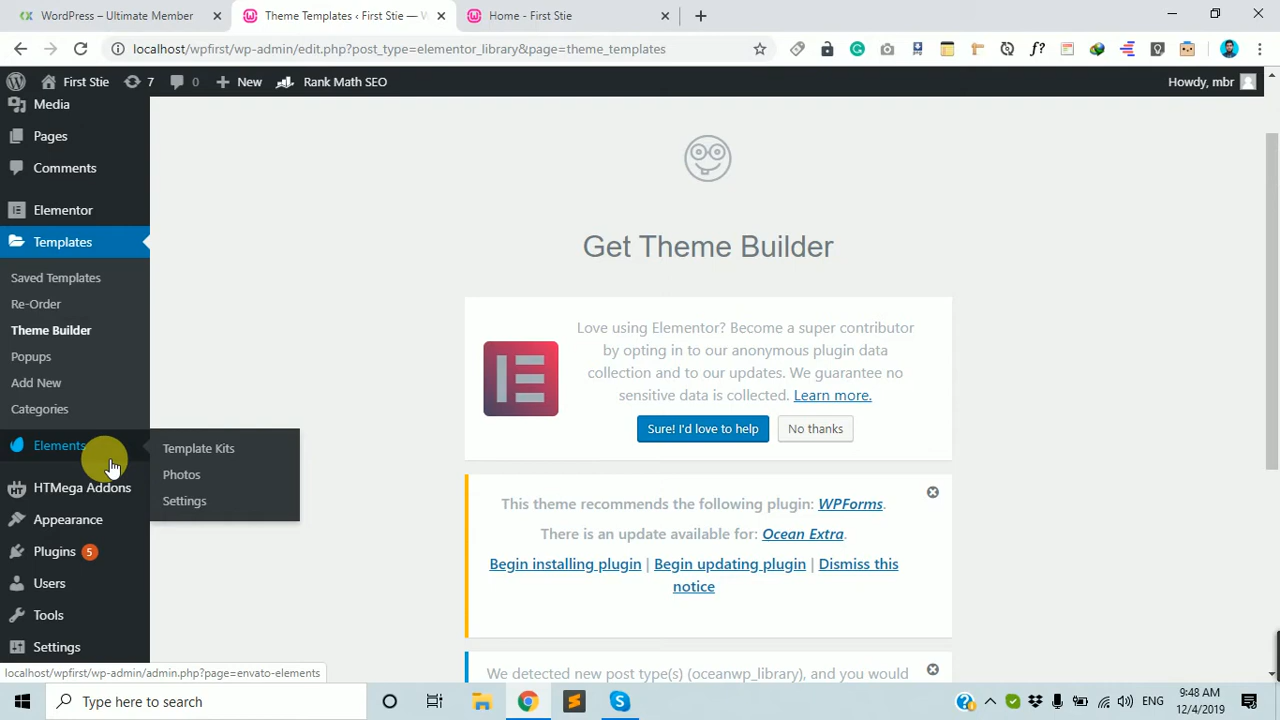 WordPress – Ultimate Member
Theme Templates ‹ First Stie — W
Home - First Stie
localhost/wpfirst/wp-admin/edit.php?post_type=elementor_library&page=theme_templates
First Stie
7
0
New
Rank Math SEO
Howdy, mbr
Media
Pages
Comments
Elementor
Templates
Saved Templates
Re-Order
Theme Builder
Popups
Add New
Categories
Elements
Template Kits
Photos
Settings
HTMega Addons
Appearance
Plugins 5
Users
Tools
Settings
Get Theme Builder
Love using Elementor? Become a super contributor
by opting in to our anonymous plugin data
collection and to our updates. We guarantee no
sensitive data is collected. Learn more.
Sure! I'd love to help
No thanks
This theme recommends the following plugin: WPForms.
There is an update available for: Ocean Extra.
Begin installing plugin | Begin updating plugin | Dismiss this
notice
We detected new post type(s) (oceanwp_library), and you would
localhost/wpfirst/wp-admin/admin.php?page=envato-elements
Type here to search
ENG
9:48 AM
12/4/2019